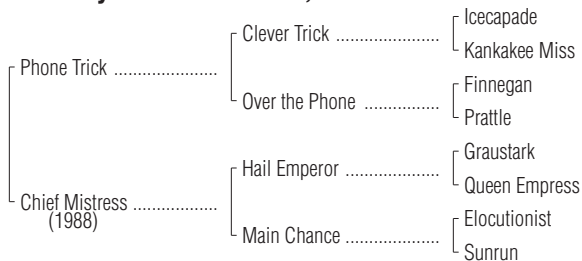 Icecapade
Clever Trick ....................
Kankakee Miss
Phone Trick ....................
Finnegan
Over the Phone ....................
Prattle
Graustark
Hail Emperor ....................
Queen Empress
Chief Mistress ....................
(1988)
Elocutionist
Main Chance ....................
Sunrun